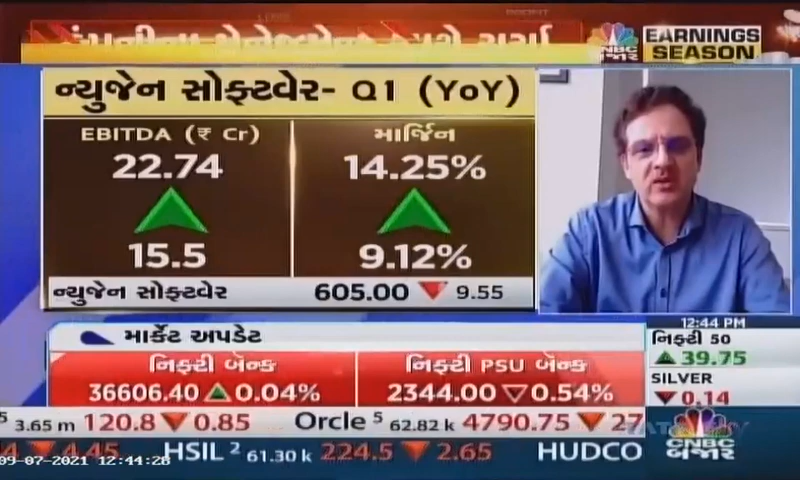 CNBC
બજાર
EARNINGS
SEASON
ન્યુજેન સોફ્ટવેર- Q1 (YoY)
EBITDA (₹ Cr)
માર્જિન
22.74
14.25%
15.5
9.12%
ન્યુજેન સોફ્ટવેર 605.00 9.55
માર્કેટ અપડેટ
નિફ્ટી બૅન્ક
નિફ્ટી PSU બૅન્ક
36606.40 0.04%
2344.00 0.54%
12:44 PM
નિફ્ટી 50
39.75
SILVER
0.14
5 3.65 m 120.8 0.85 Orcle 5 62.82 k 4790.75 27
4.45 HSIL 2 61.30 k 224.5 2.65 HUDCO
CNBC
બજાર
09-07-2021 12:44:28